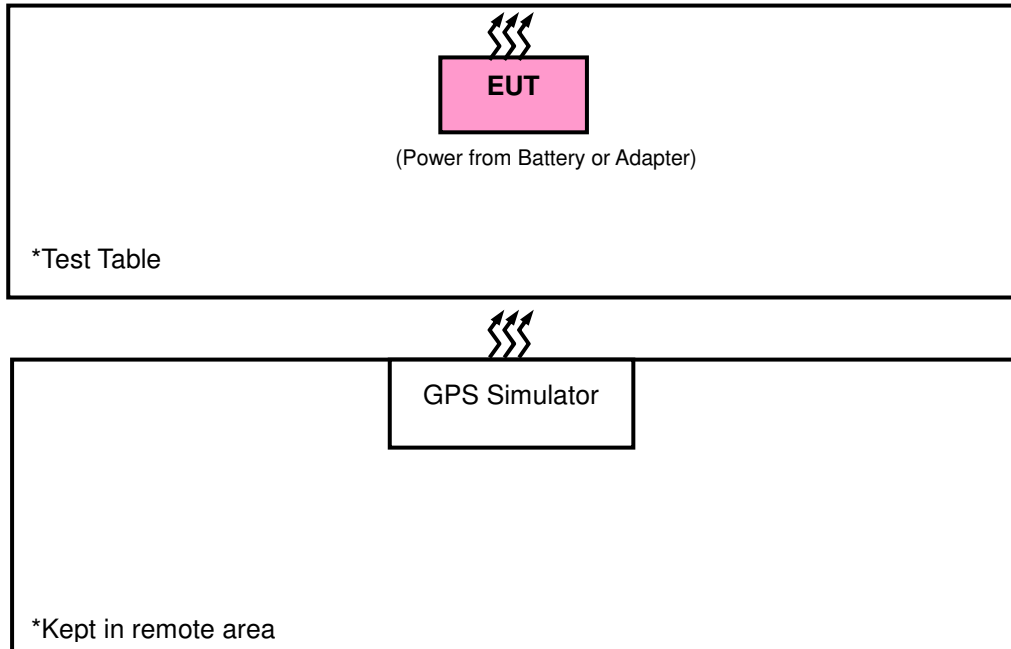 EUT
(Power from Battery or Adapter)
*Test Table
GPS Simulator
*Kept in remote area